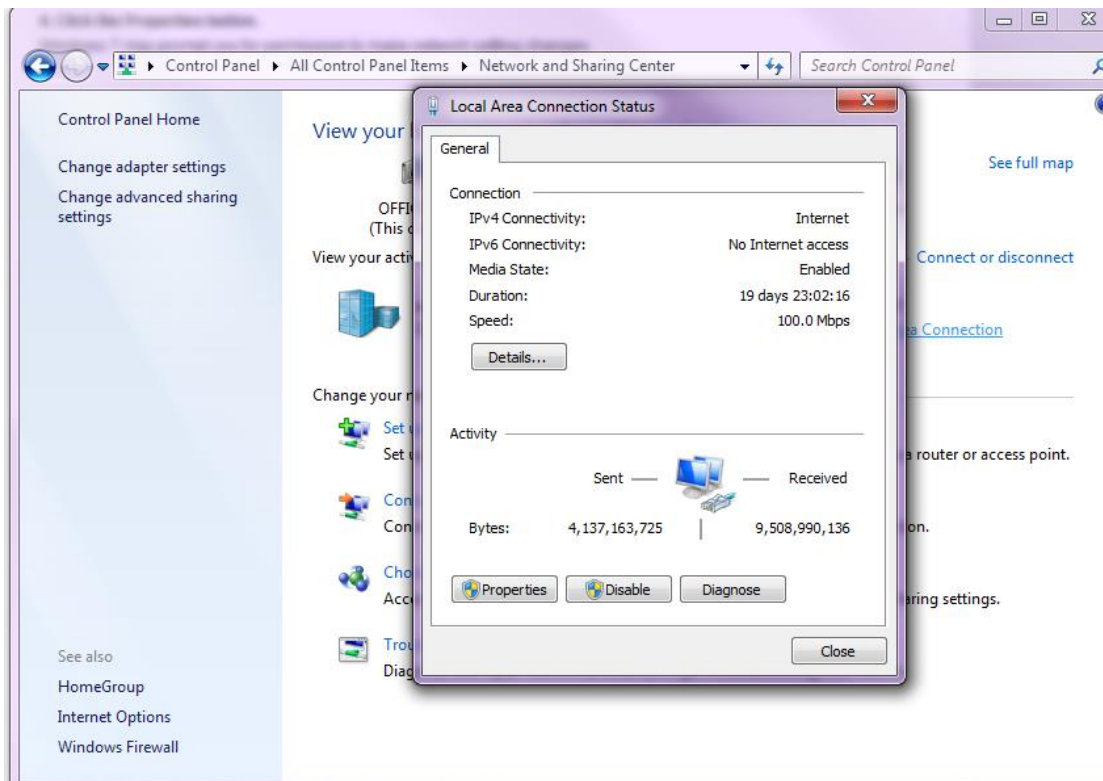 4. Click the Properties button.
Control Panel All Control Panel Items Network and Sharing Center Search Control Panel
Control Panel Home
Change adapter settings
Change advanced sharing
settings
See also
HomeGroup
Internet Options
Windows Firewall
View your
See full map
OFFI
(This
View your acti
Connect or disconnect
Connection
Change your
Set
Set
a router or access point.
Con
Con
on.
Cho
Acc
aring settings.
Trou
Diag
Local Area Connection Status
General
Connection
IPv4 Connectivity: Internet
IPv6 Connectivity: No Internet access
Media State: Enabled
Duration: 19 days 23:02:16
Speed: 100.0 Mbps
Details...
Activity
Sent Received
Bytes: 4,137,163,725 9,508,990,136
Properties Disable Diagnose
Close